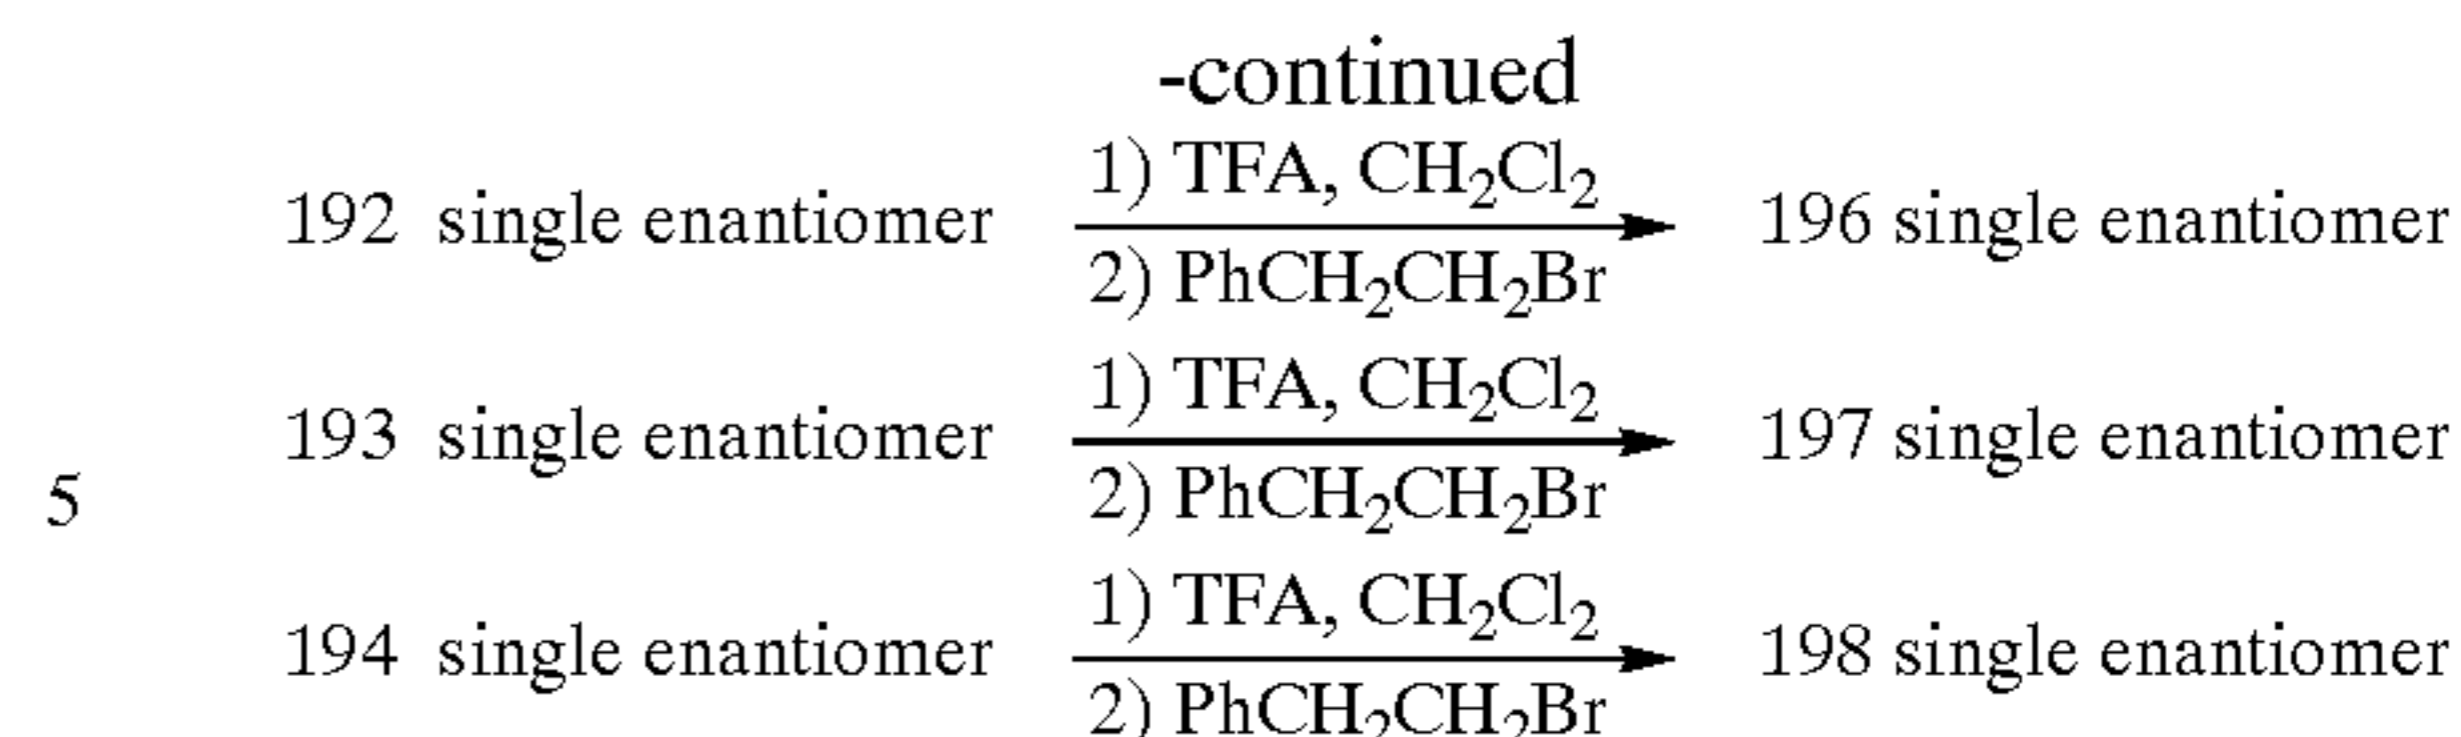 -continued
1) TFA, CH₂Cl₂
192 single enantiomer 196 single enantiomer
2) PhCH₂CH₂Br
1) TFA, CH₂Cl₂
193 single enantiomer 197 single enantiomer
2) PhCH₂CH₂Br
5
1) TFA, CH₂Cl₂
194 single enantiomer 198 single enantiomer
2) PhCH₂CH₂Br